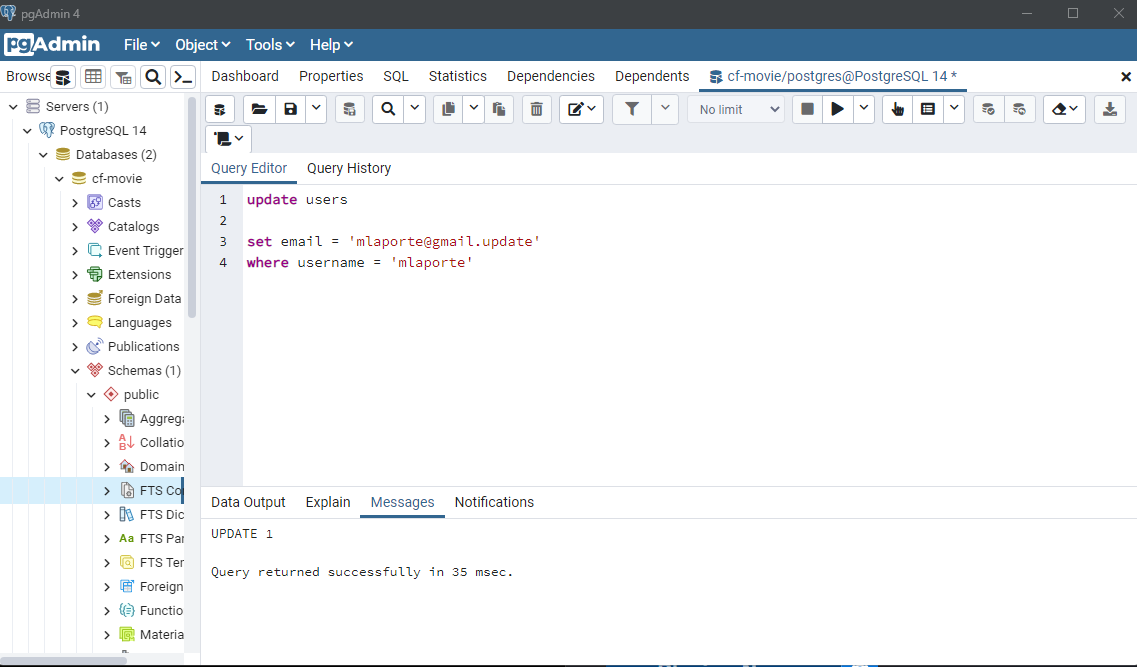 pgAdmin 4
pgAdmin File Object Tools Help
Browse
Dashboard Properties SQL Statistics Dependencies Dependents cf-movie/postgres@PostgreSQL 14 *
No limit
Servers (1)
PostgreSQL 14
Databases (2)
cf-movie
Casts
Catalogs
Event Trigger
Extensions
Foreign Data
Languages
Publications
Schemas (1)
public
Aggrega
Collatio
Domain
FTS Co
FTS Dic
Aa FTS Par
FTS Ter
Foreign
Functio
Materia
Query Editor Query History
1 update users
2
3 set email = 'mlaporte@gmail.update'
4 where username = 'mlaporte'
Data Output Explain Messages Notifications
UPDATE 1
Query returned successfully in 35 msec.